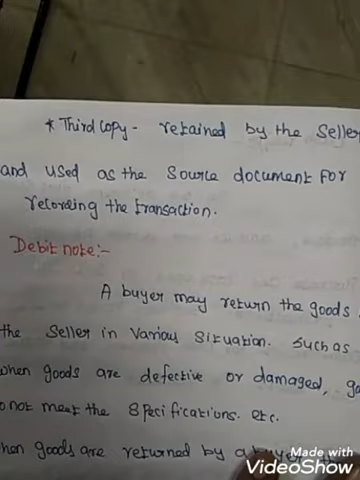 * Third copy - retained by the seller
and used as the source document for
recording the transaction.
Debit note:-
A buyer may return the goods
the seller in various situation. such as
when goods are defective or damaged,
not meet the specifications. etc.
goods are returned by a buyer
Made with
VideoShow